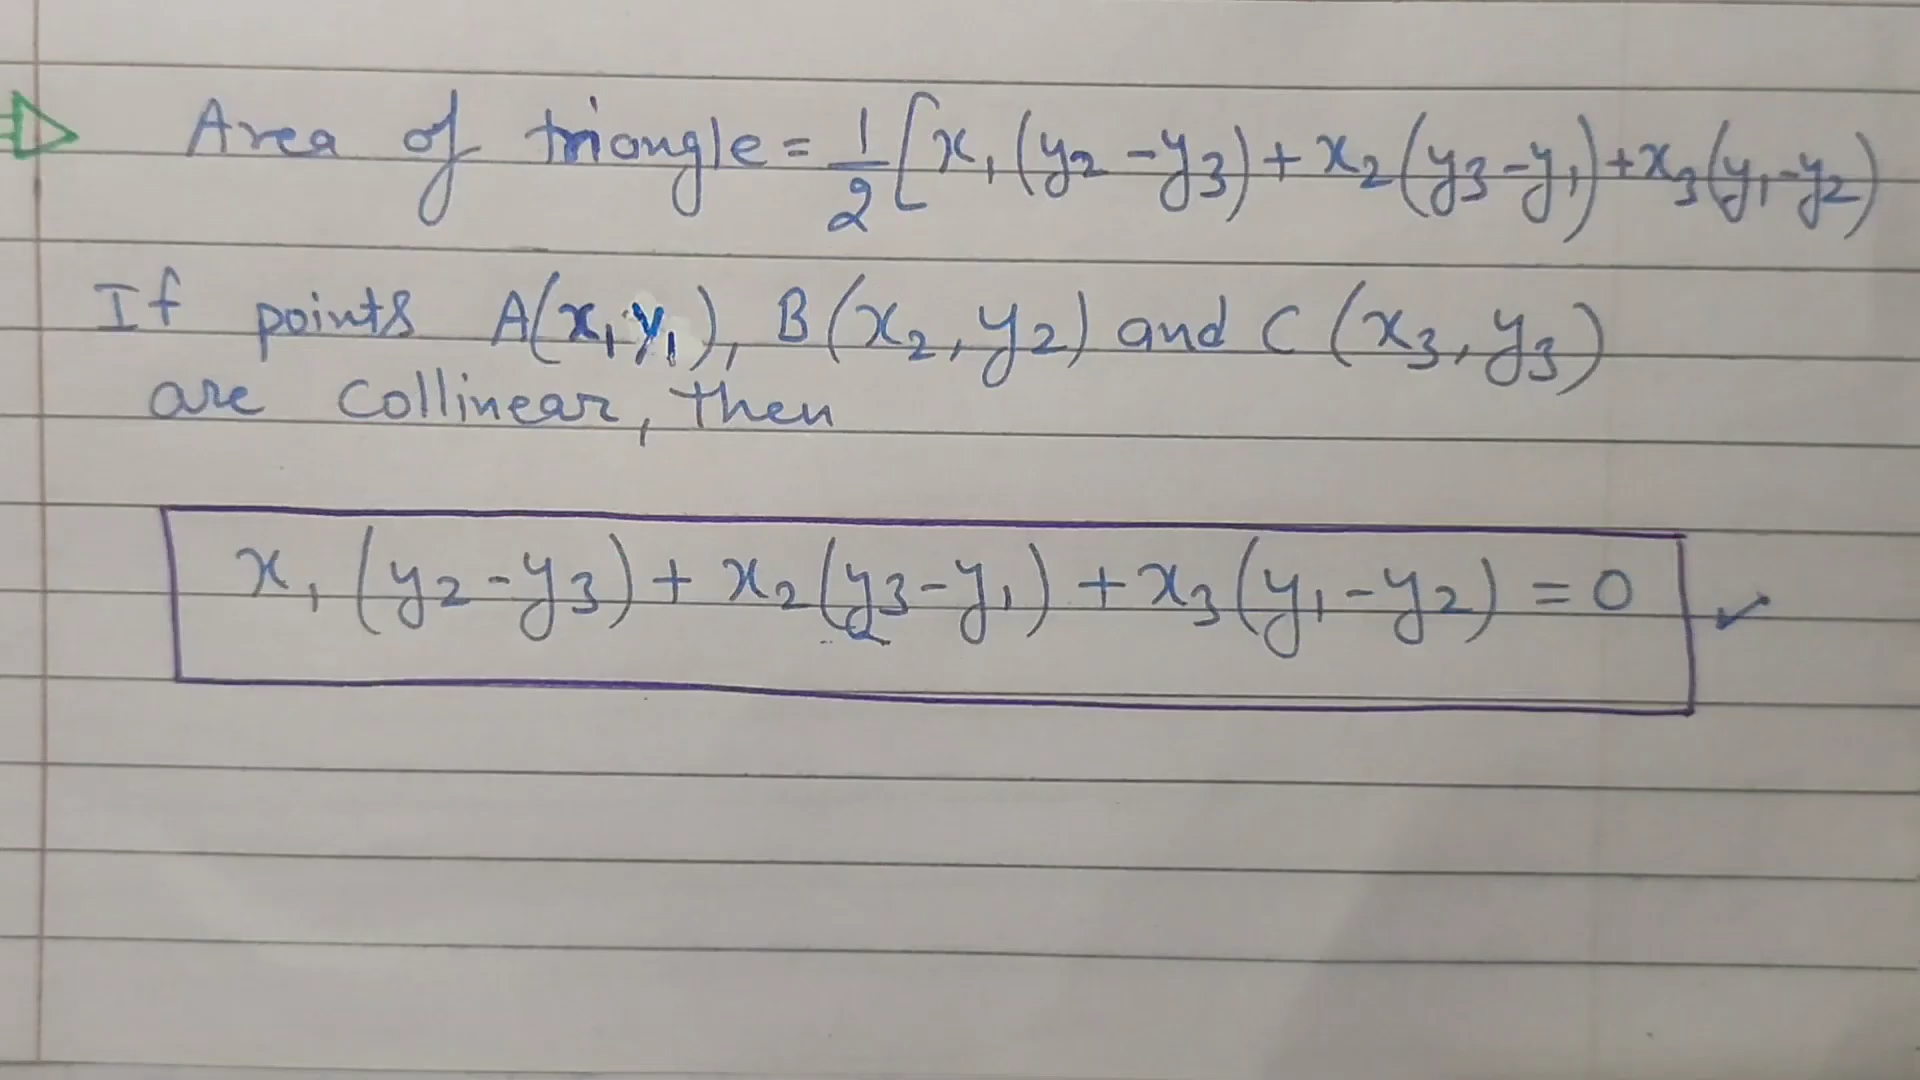 Area of triangle = 1/2 [x₁(y₂-y₃)+x₂(y₃-y₁)+x₃(y₁-y₂)
If points A(x₁,y₁), B(x₂,y₂) and C(x₃,y₃)
are collinear, then
x₁(y₂-y₃)+x₂(y₃-y₁)+x₃(y₁-y₂)=0 ✓